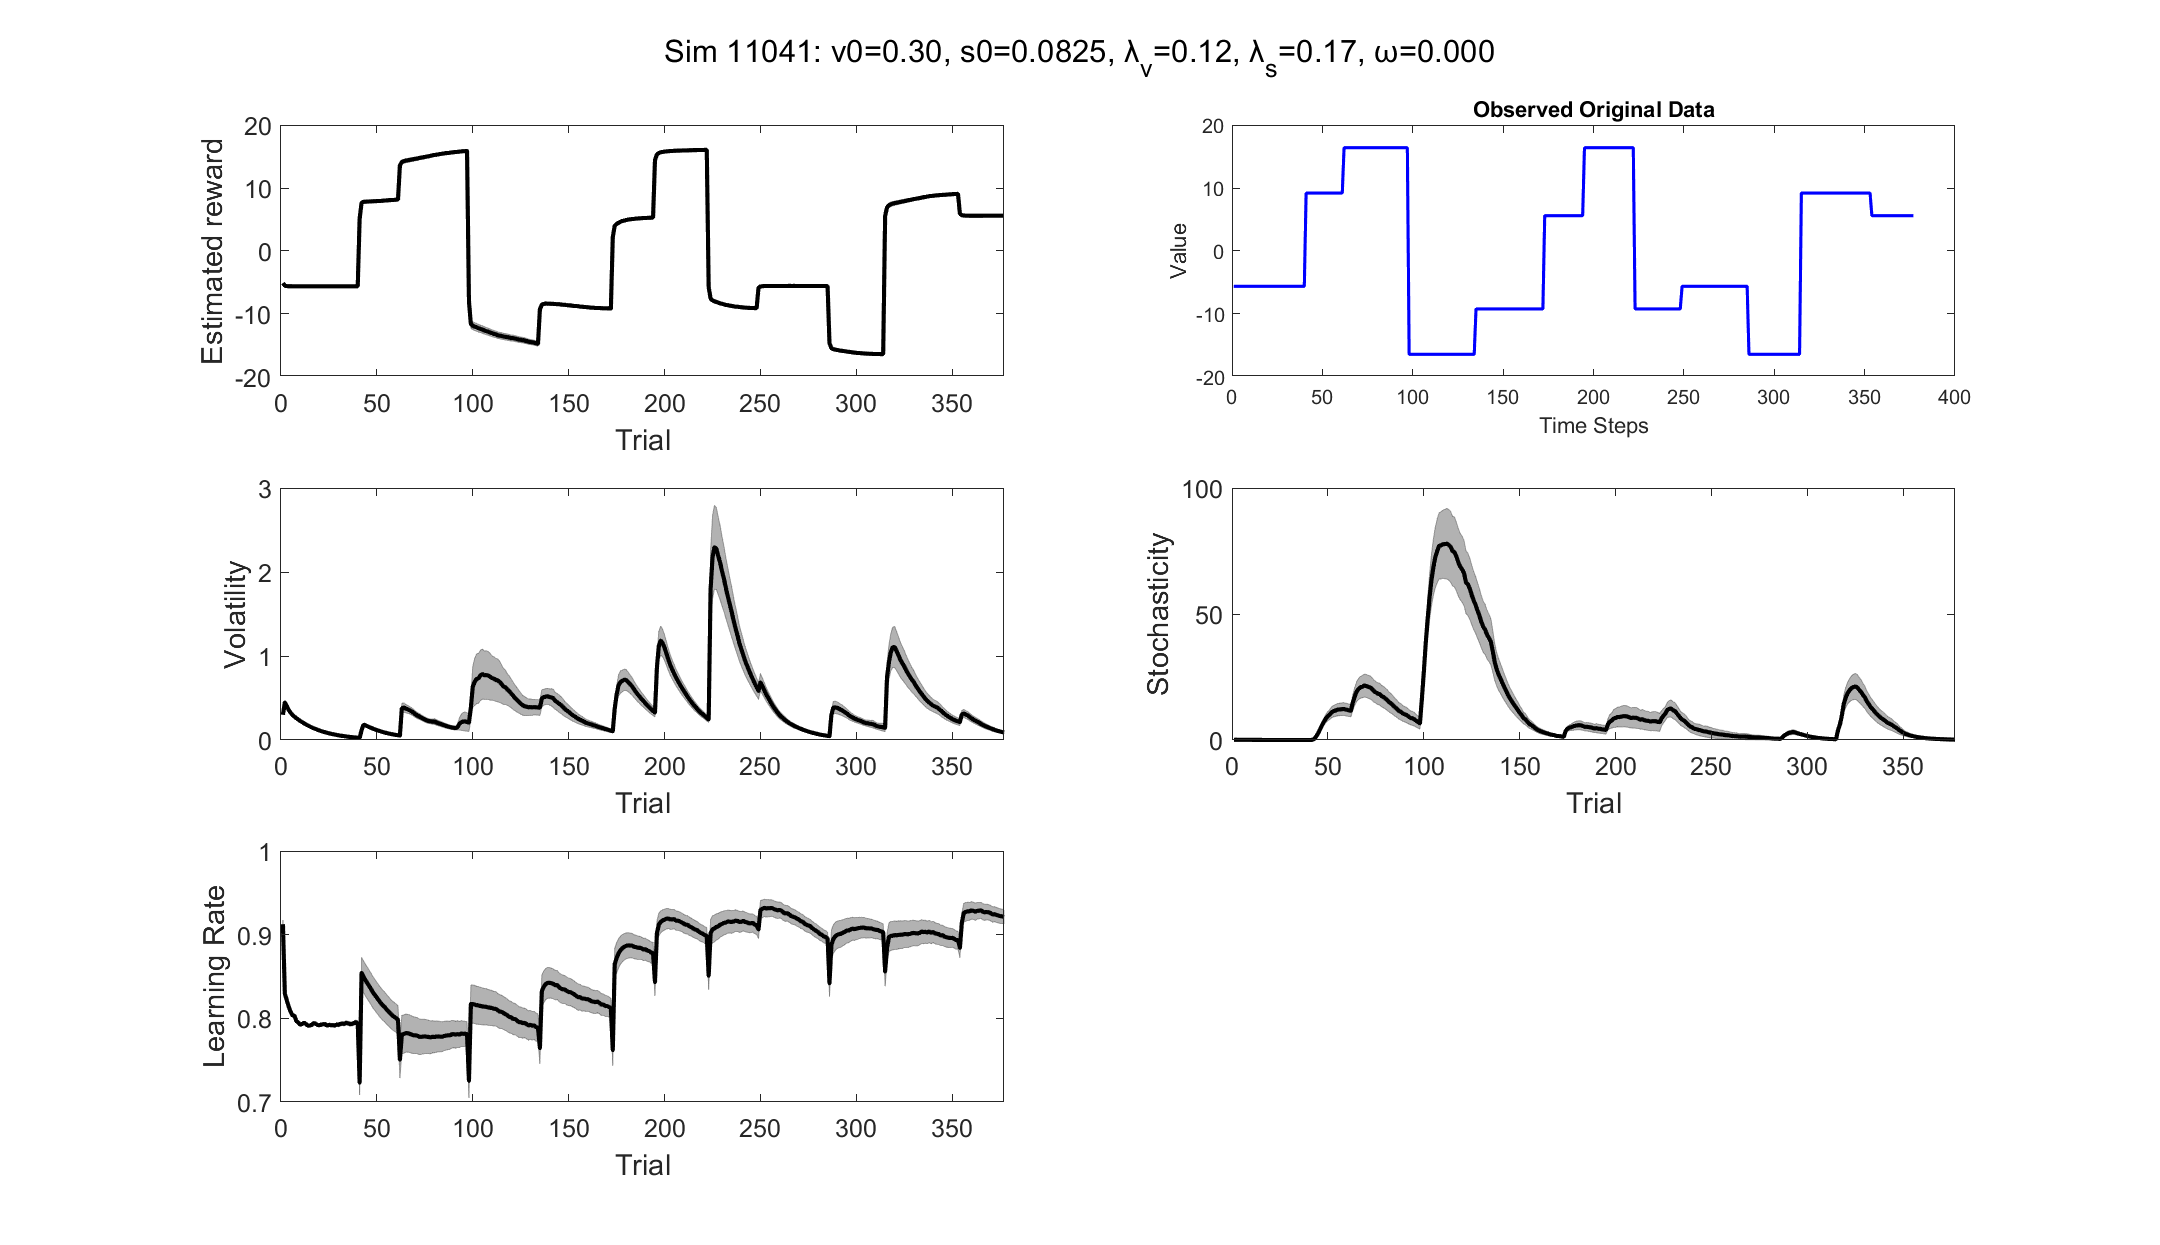 Sim 11041: v0=0.30, s0=0.0825, λ_v=0.12, λ_s=0.17, ω=0.000
20
10
0
-10
-20
Estimated reward
0 50 100 150 200 250 300 350
Trial
Observed Original Data
20
10
0
-10
-20
Value
0 50 100 150 200 250 300 350 400
Time Steps
3
2
1
0
Volatility
0 50 100 150 200 250 300 350
Trial
100
50
0
Stochasticity
0 50 100 150 200 250 300 350
Trial
1
0.9
0.8
0.7
Learning Rate
0 50 100 150 200 250 300 350
Trial